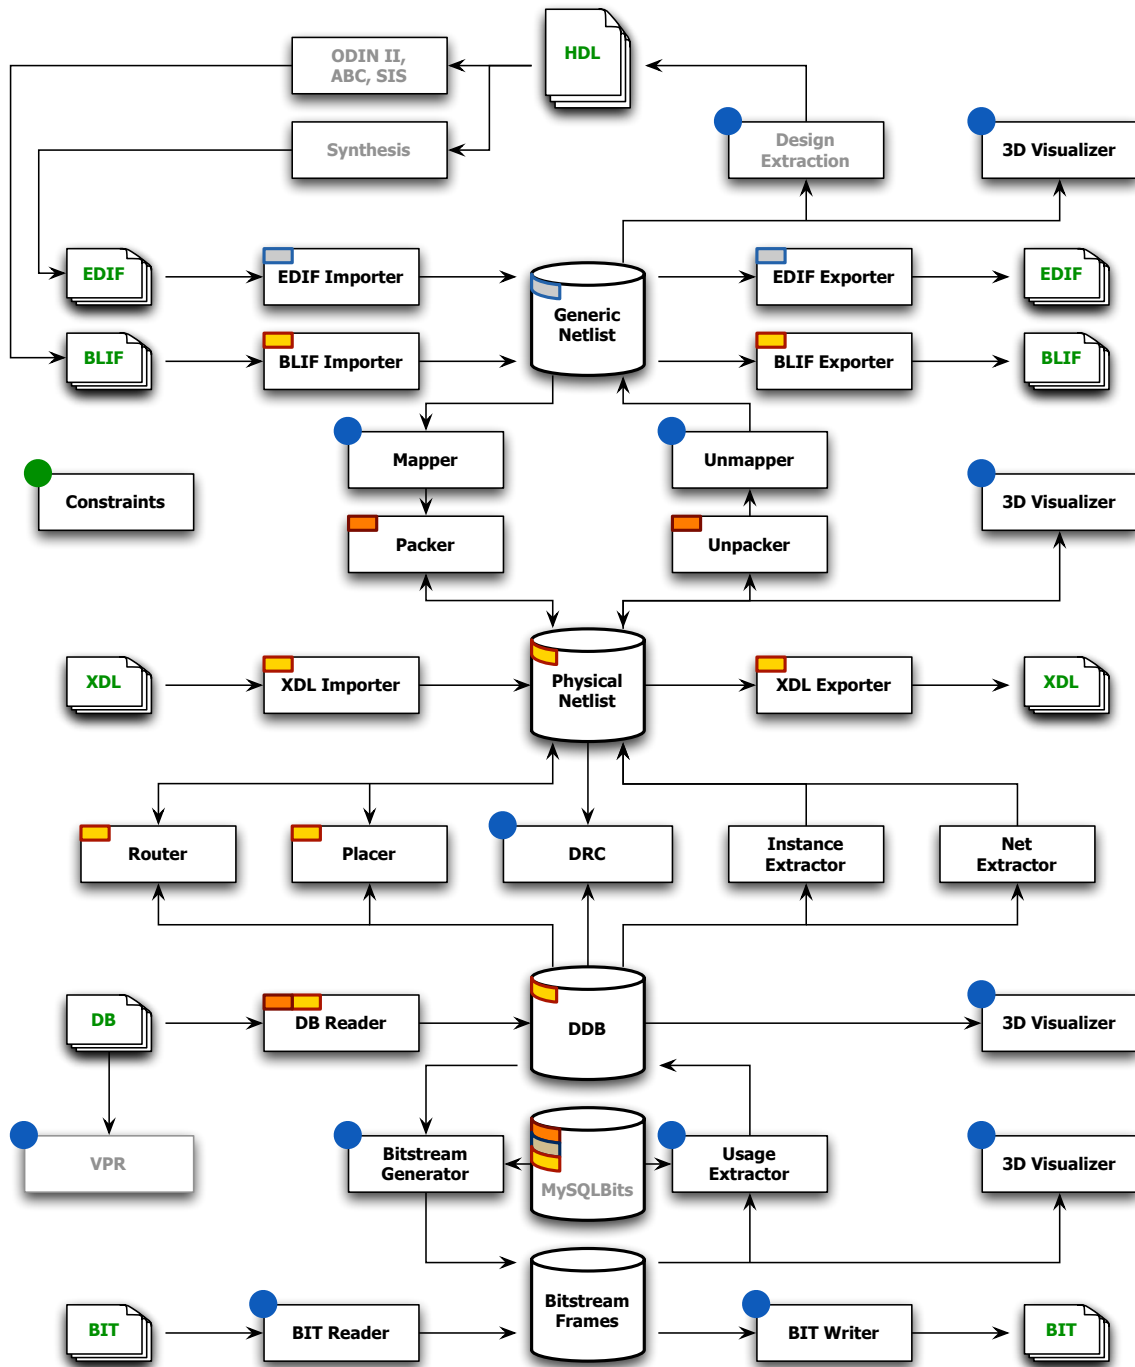 ODIN II,
ABC, SIS
HDL
Synthesis
Design
Extraction
3D Visualizer
EDIF
EDIF Importer
Generic
Netlist
EDIF Exporter
EDIF
BLIF
BLIF Importer
BLIF Exporter
BLIF
Mapper
Unmapper
Constraints
3D Visualizer
Packer
Unpacker
XDL
XDL Importer
Physical
Netlist
XDL Exporter
XDL
Router
Placer
DRC
Instance
Extractor
Net
Extractor
DB
DB Reader
DDB
3D Visualizer
VPR
Bitstream
Generator
MySQLBits
Usage
Extractor
3D Visualizer
Bitstream
Frames
BIT
BIT Reader
BIT Writer
BIT